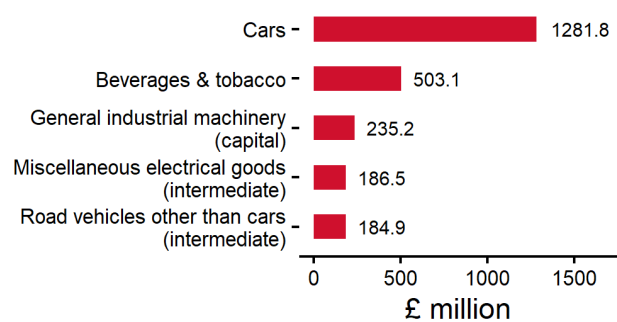 Cars
1281.8
Beverages & tobacco
503.1
General industrial machinery
(capital)
235.2
Miscellaneous electrical goods
(intermediate)
186.5
Road vehicles other than cars
(intermediate)
184.9
0
500
1000
1500
£ million